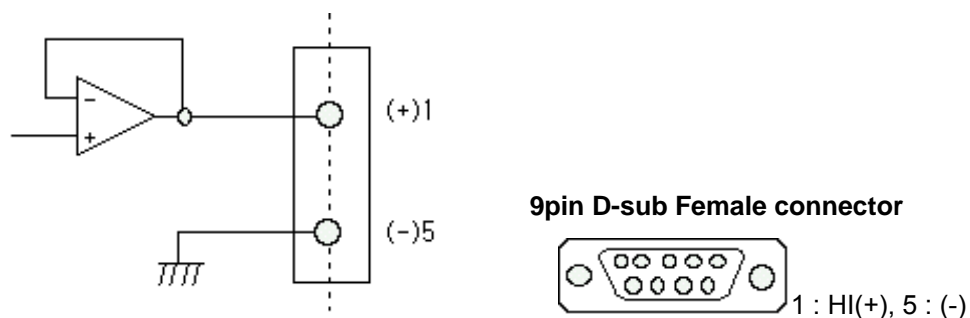 −
+
(+)1
(−)5
9pin D-sub Female connector
1 : HI(+), 5 : (-)